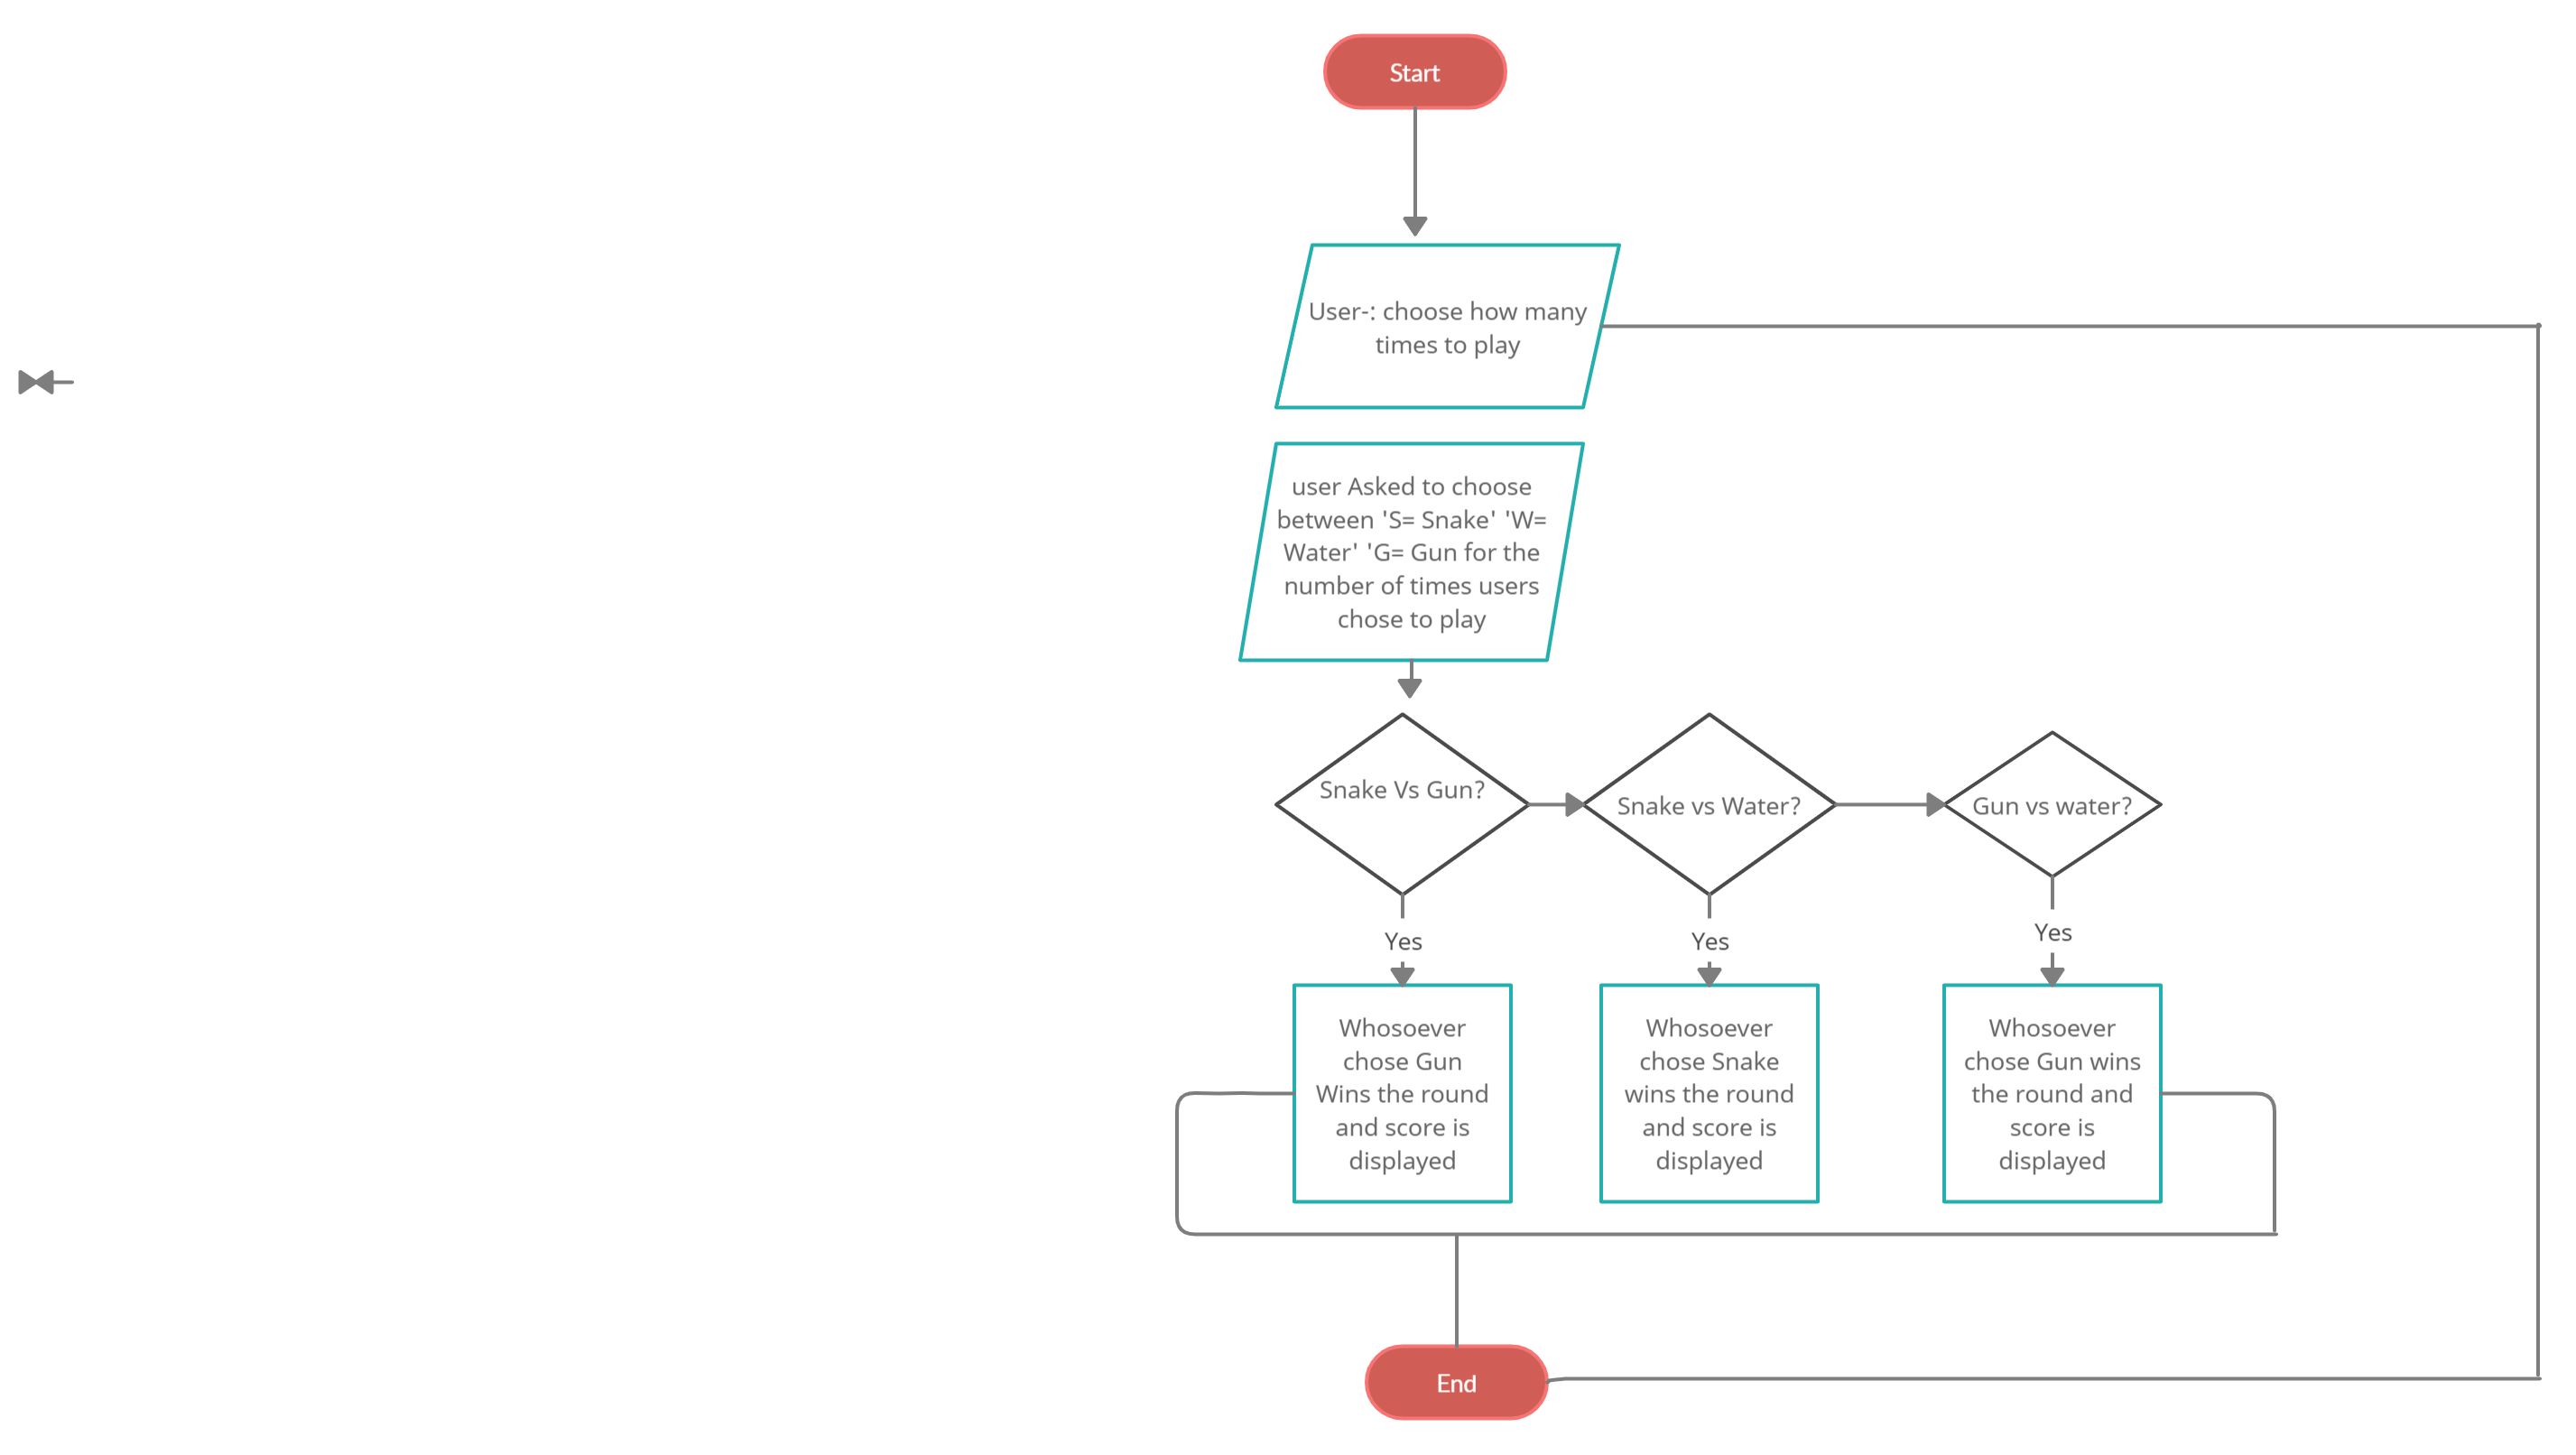 Start
User-: choose how many
times to play
user Asked to choose
between 'S= Snake' 'W=
Water' 'G= Gun for the
number of times users
chose to play
Snake Vs Gun?
Snake vs Water?
Gun vs water?
Yes
Yes
Yes
Whosoever
chose Gun
Wins the round
and score is
displayed
Whosoever
chose Snake
wins the round
and score is
displayed
Whosoever
chose Gun wins
the round and
score is
displayed
End